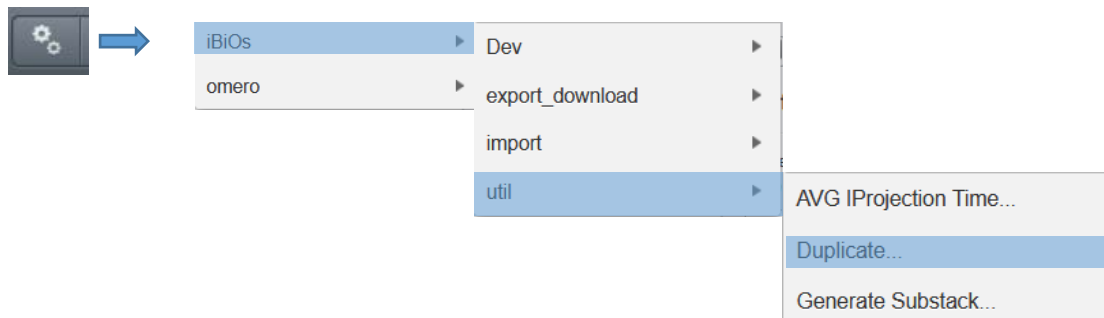 iBiOs
omero
Dev
export_download
import
util
AVG IProjection Time...
Duplicate...
Generate Substack...